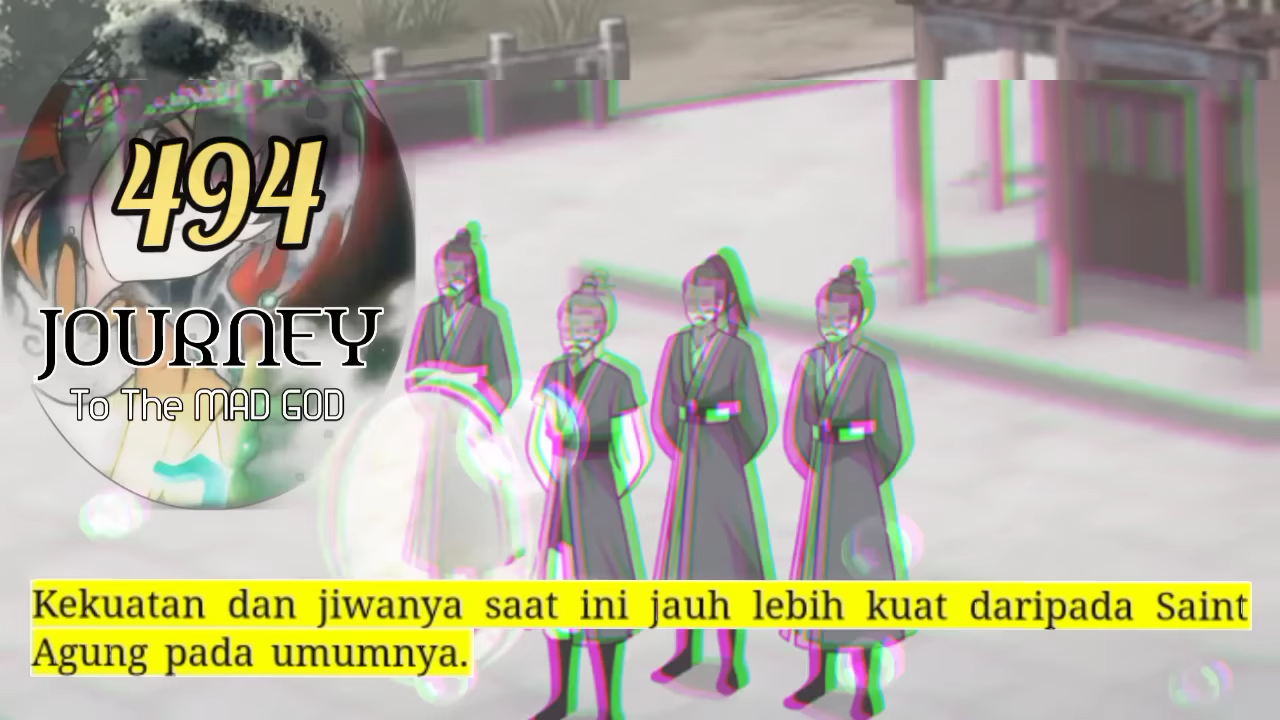 494
JOURNEY
To The MAD GOD
Kekuatan dan jiwanya saat ini jauh lebih kuat daripada Saint
Agung pada umumnya.